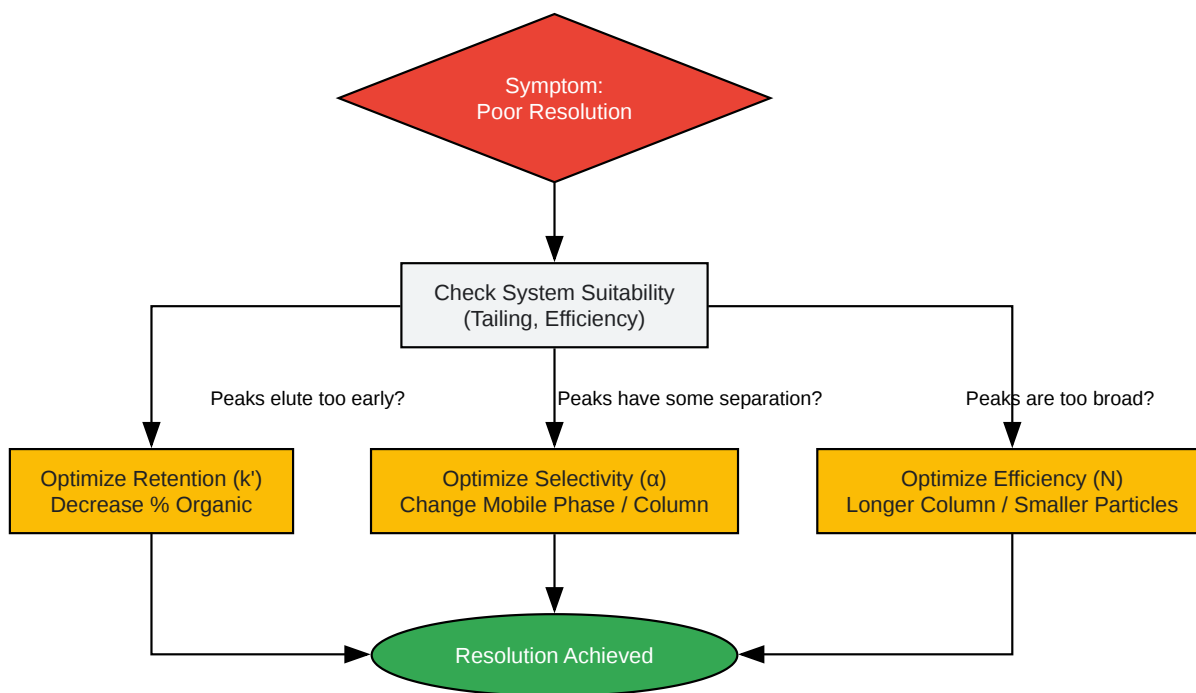 Symptom:
Poor Resolution
Check System Suitability
(Tailing, Efficiency)
Peaks elute too early?
Peaks have some separation?
Peaks are too broad?
Optimize Retention (k')
Decrease % Organic
Optimize Selectivity (α)
Change Mobile Phase / Column
Optimize Efficiency (N)
Longer Column / Smaller Particles
Resolution Achieved